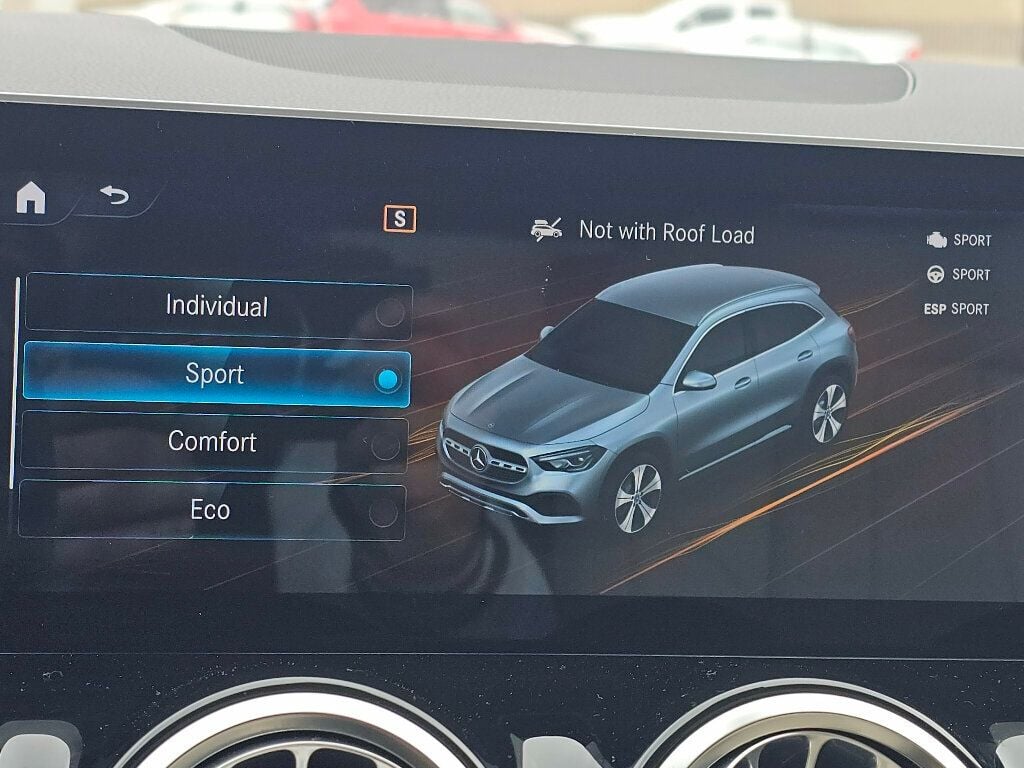 S
Not with Roof Load
SPORT
SPORT
ESP SPORT
Individual
Sport
Comfort
Eco